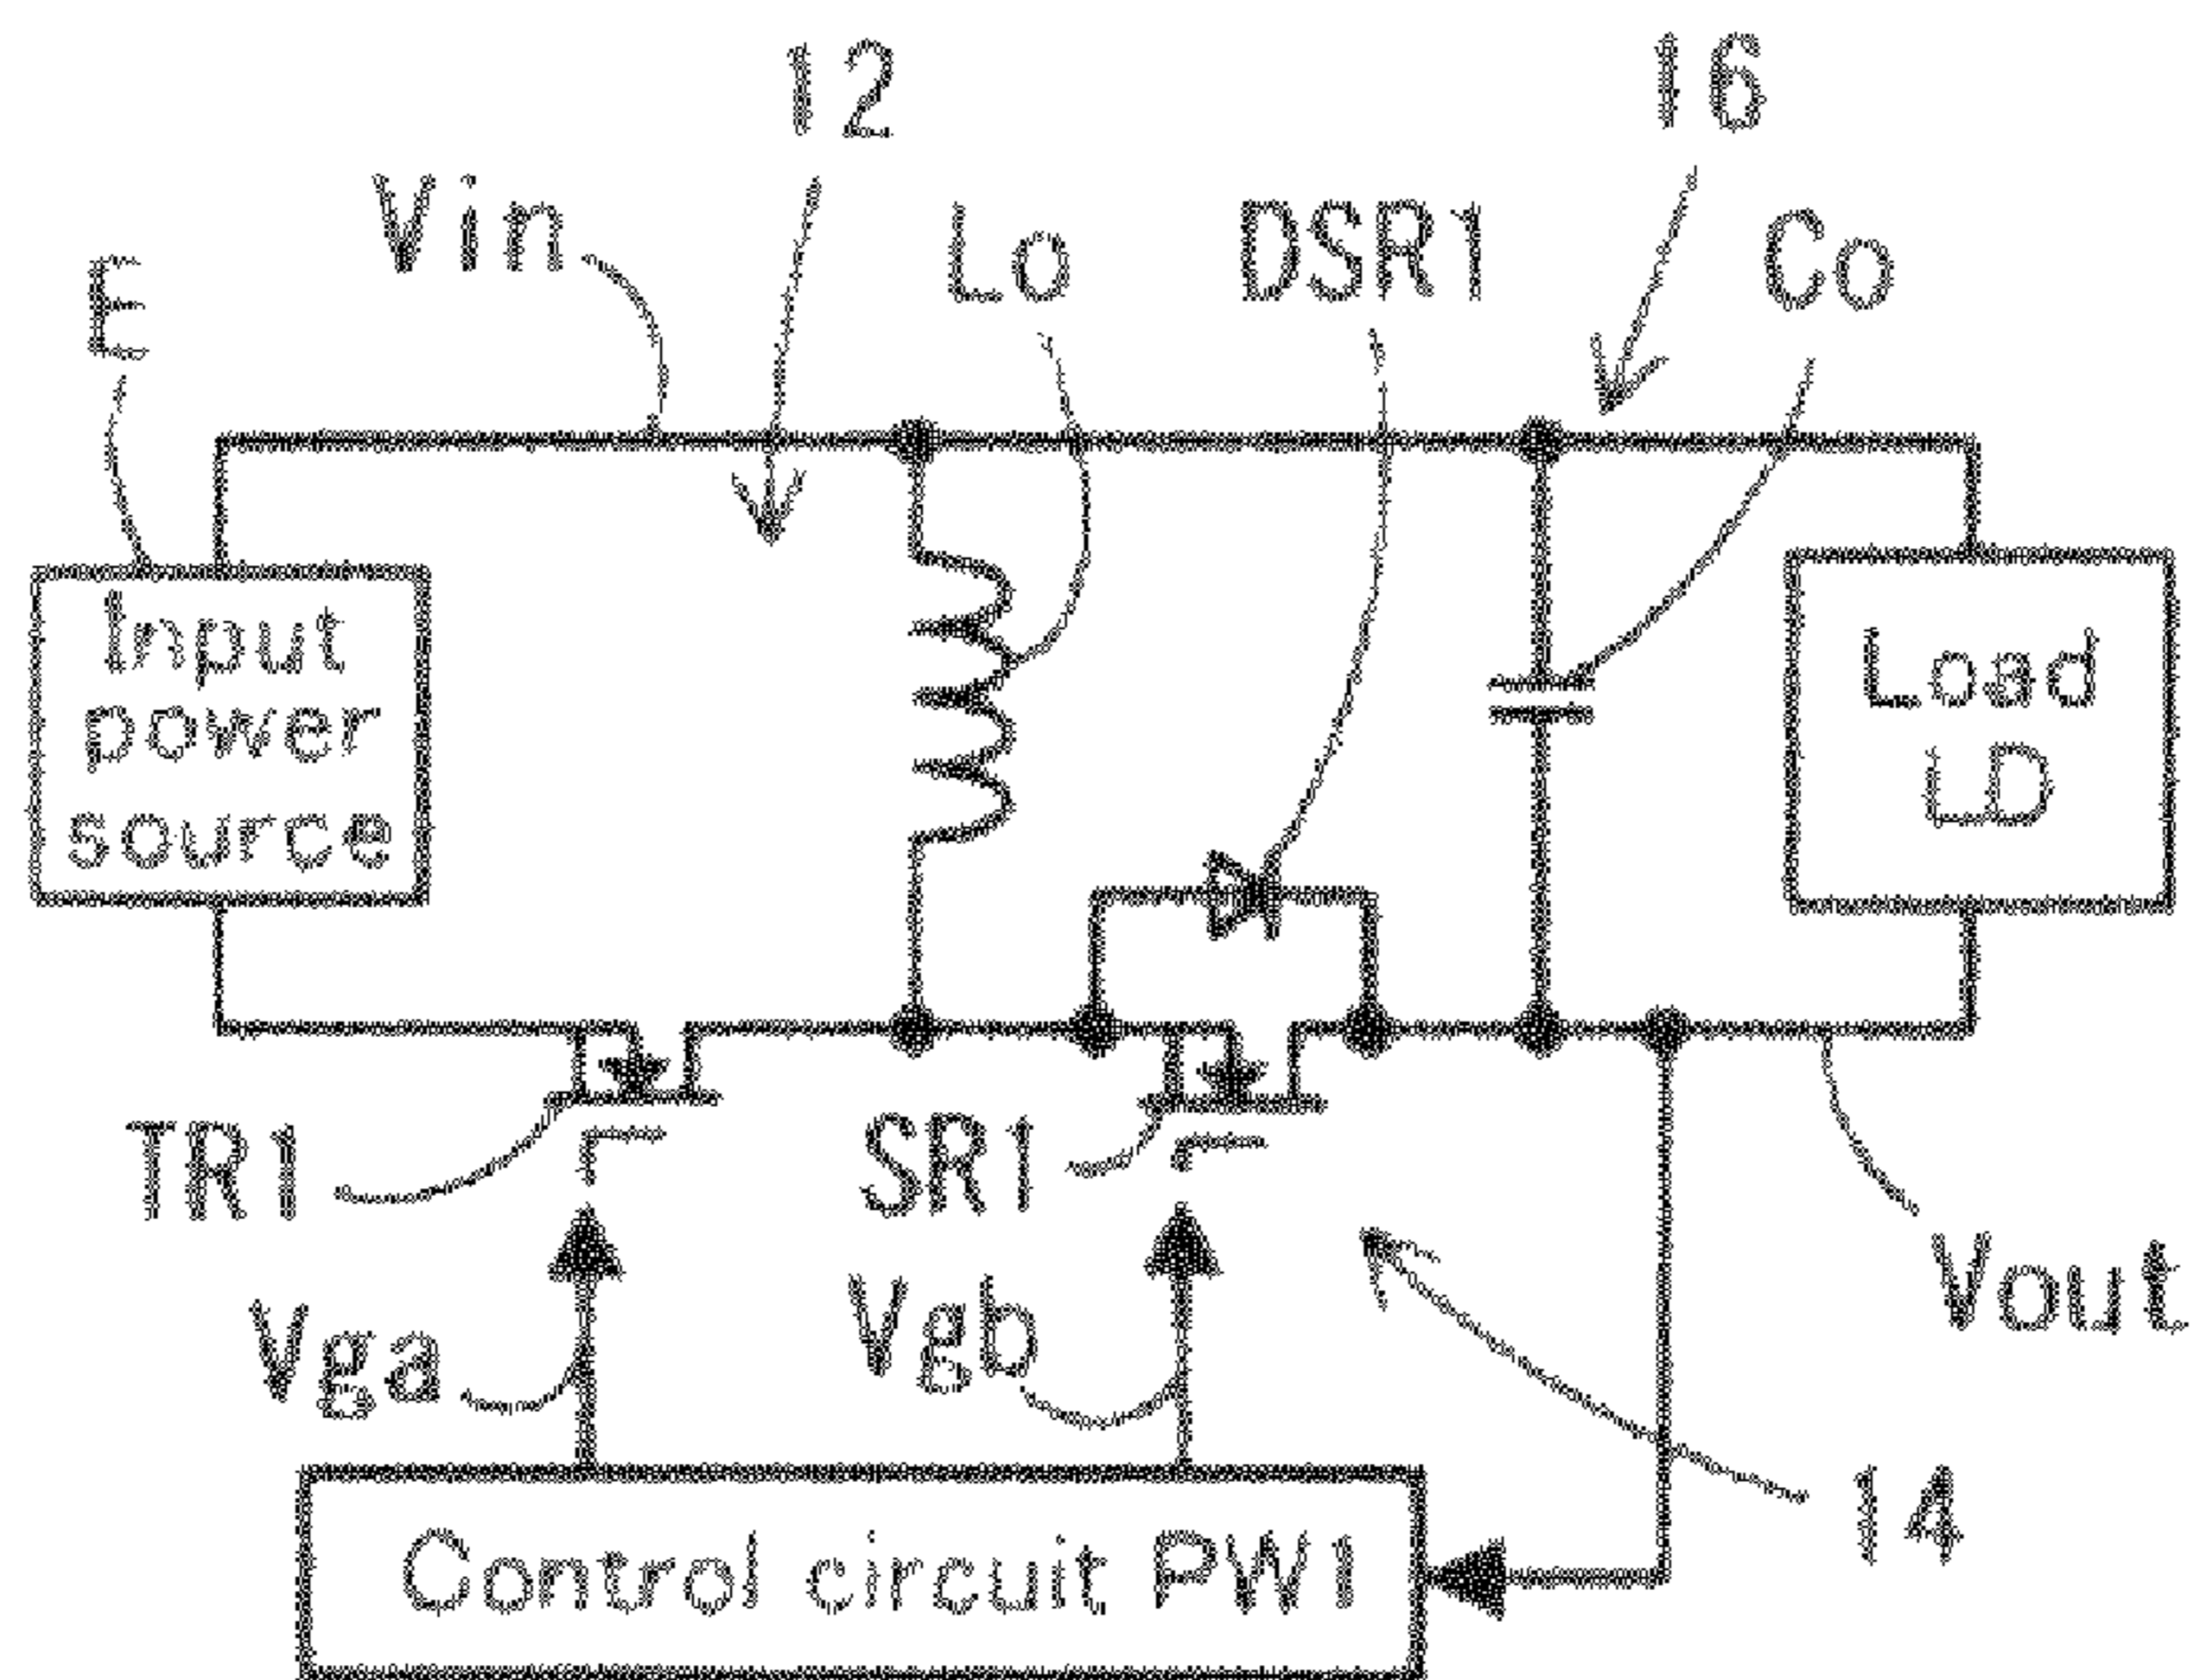 12
16
Vin
Lo
DSR1
Co
E
Input
power
source
Load
LD
TR1
SR1
Vga
Vgb
Vout
14
Control circuit PW1